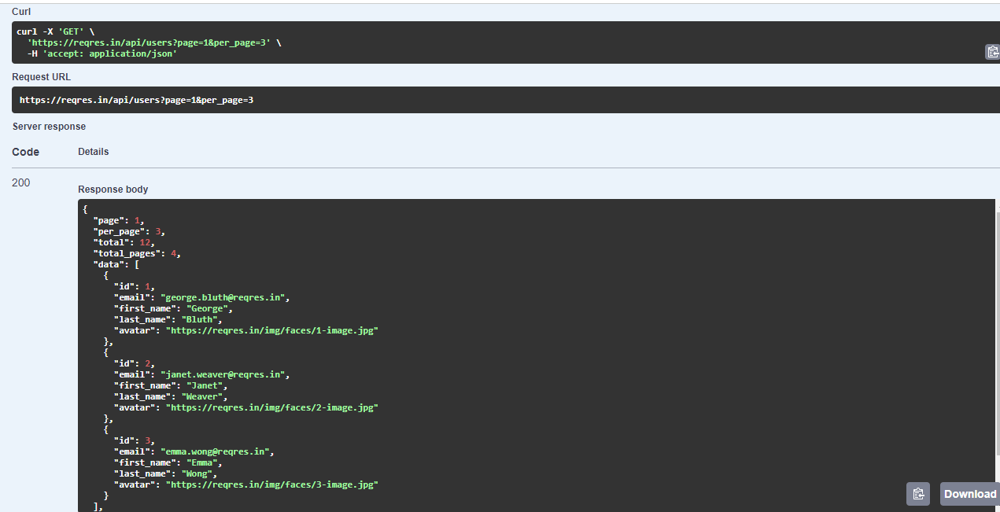 Curl
curl -X 'GET' \
  'https://reqres.in/api/users?page=1&per_page=3' \
  -H 'accept: application/json'
Request URL
https://reqres.in/api/users?page=1&per_page=3
Server response
Code Details
200
Response body
{
  "page": 1,
  "per_page": 3,
  "total": 12,
  "total_pages": 4,
  "data": [
    {
      "id": 1,
      "email": "george.bluth@reqres.in",
      "first_name": "George",
      "last_name": "Bluth",
      "avatar": "https://reqres.in/img/faces/1-image.jpg"
    },
    {
      "id": 2,
      "email": "janet.weaver@reqres.in",
      "first_name": "Janet",
      "last_name": "Weaver",
      "avatar": "https://reqres.in/img/faces/2-image.jpg"
    },
    {
      "id": 3,
      "email": "emma.wong@reqres.in",
      "first_name": "Emma",
      "last_name": "Wong",
      "avatar": "https://reqres.in/img/faces/3-image.jpg"
    }
  ],
Download